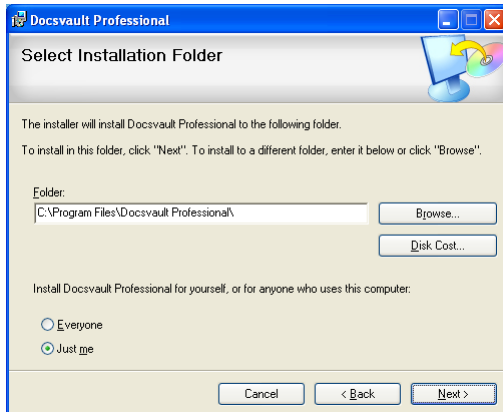 Docsvault Professional
Select Installation Folder
The installer will install Docsvault Professional to the following folder.
To install in this folder, click "Next". To install to a different folder, enter it below or click "Browse".
Folder:
C:\Program Files\Docsvault Professional\
Browse...
Disk Cost...
Install Docsvault Professional for yourself, or for anyone who uses this computer:
Everyone
Just me
Cancel
< Back
Next >